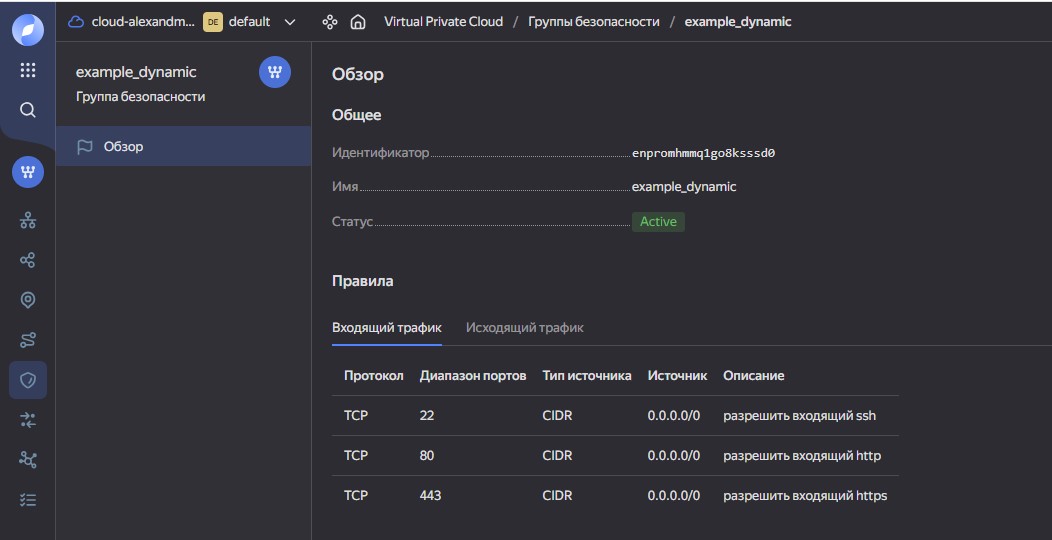 cloud-alexandm... DE default Virtual Private Cloud / Группы безопасности / example_dynamic
example_dynamic
Группа безопасности
Обзор
Обзор
Общее
Идентификатор enpromhmmq1go8ksssd0
Имя example_dynamic
Статус Active
Правила
Входящий трафик Исходящий трафик
Протокол Диапазон портов Тип источника Источник Описание
TCP 22 CIDR 0.0.0.0/0 разрешить входящий ssh
TCP 80 CIDR 0.0.0.0/0 разрешить входящий http
TCP 443 CIDR 0.0.0.0/0 разрешить входящий https